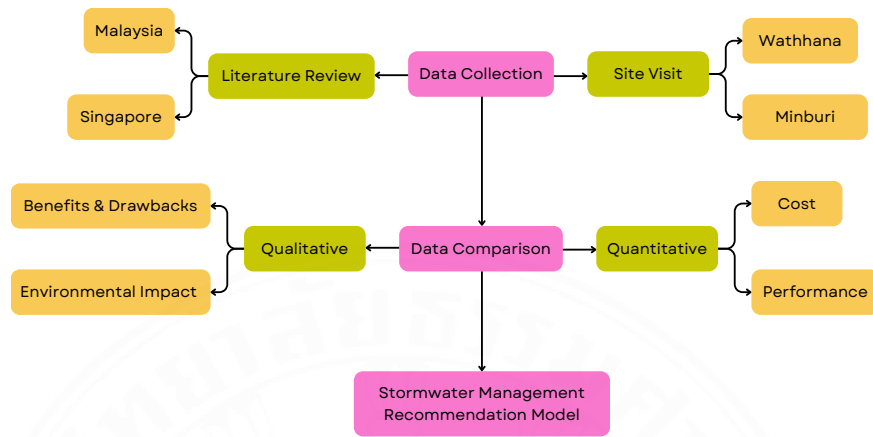 Malaysia
Wathhana
Literature Review
Data Collection
Site Visit
Singapore
Minburi
Benefits & Drawbacks
Cost
Qualitative
Data Comparison
Quantitative
Environmental Impact
Performance
Stormwater Management
Recommendation Model